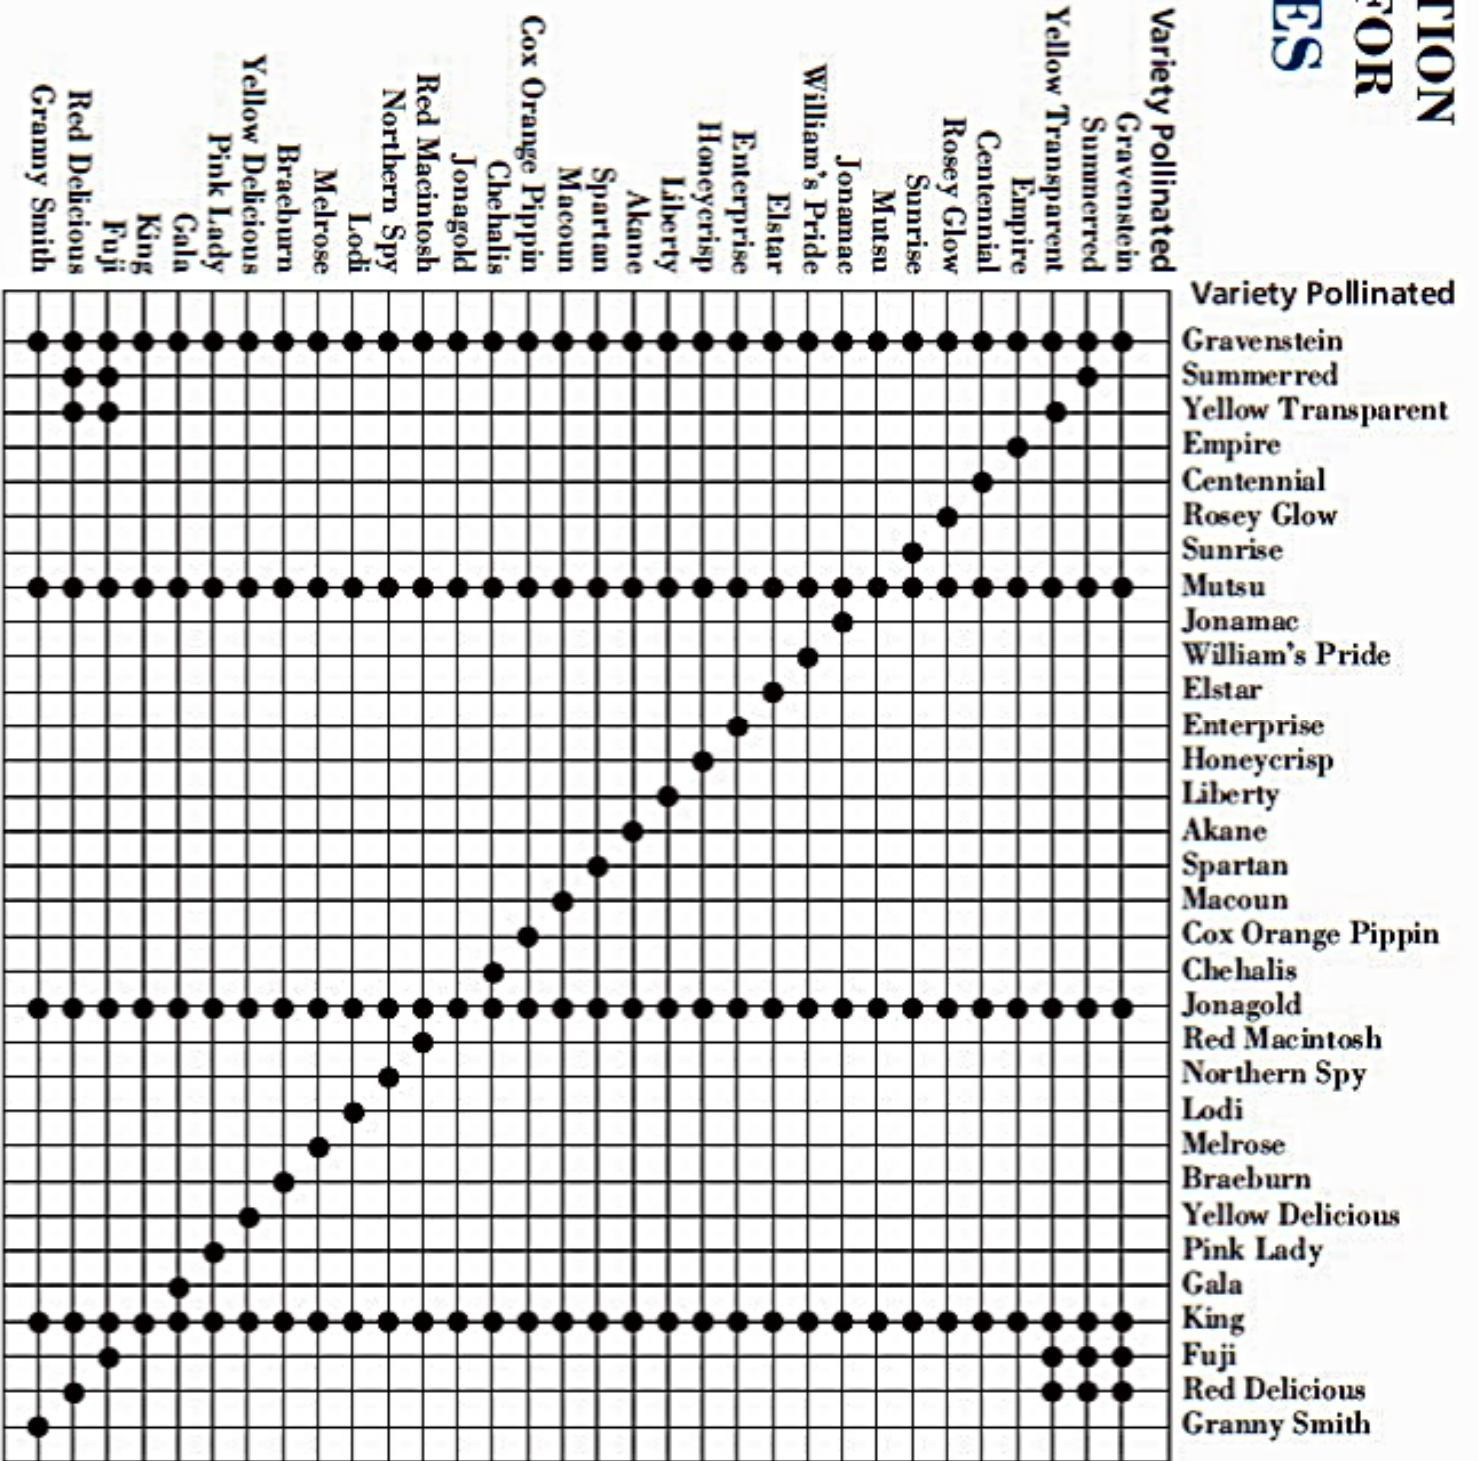 TION
FOR
ES
Variety Pollinated
Gravenstein
Summerred
Yellow Transparent
Empire
Centennial
Rosey Glow
Sunrise
Mutsu
Jonamac
William's Pride
Elstar
Enterprise
Honeycrisp
Liberty
Akane
Spartan
Macoun
Cox Orange Pippin
Chehalis
Jonagold
Red Macintosh
Northern Spy
Lodi
Melrose
Braeburn
Yellow Delicious
Pink Lady
Gala
King
Fuji
Red Delicious
Granny Smith
Variety Pollinated
Gravenstein
Summerred
Yellow Transparent
Empire
Centennial
Rosey Glow
Sunrise
Mutsu
Jonamac
William's Pride
Elstar
Enterprise
Honeycrisp
Liberty
Akane
Spartan
Macoun
Cox Orange Pippin
Chehalis
Jonagold
Red Macintosh
Northern Spy
Lodi
Melrose
Braeburn
Yellow Delicious
Pink Lady
Gala
King
Fuji
Red Delicious
Granny Smith